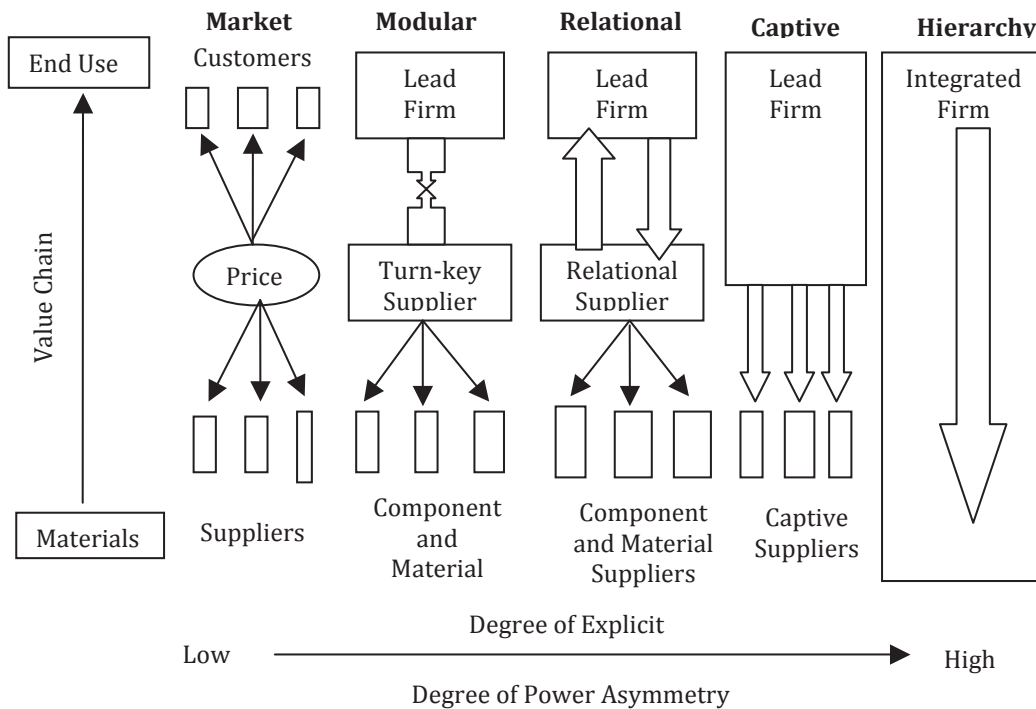 Market
Modular
Relational
Captive
Hierarchy
End Use
Customers
Lead
Firm
Lead
Firm
Lead
Firm
Integrated
Firm
Value Chain
Price
Turn-key
Supplier
Relational
Supplier
Materials
Suppliers
Component
and
Material
Component
and Material
Suppliers
Captive
Suppliers
Degree of Explicit
Low
High
Degree of Power Asymmetry